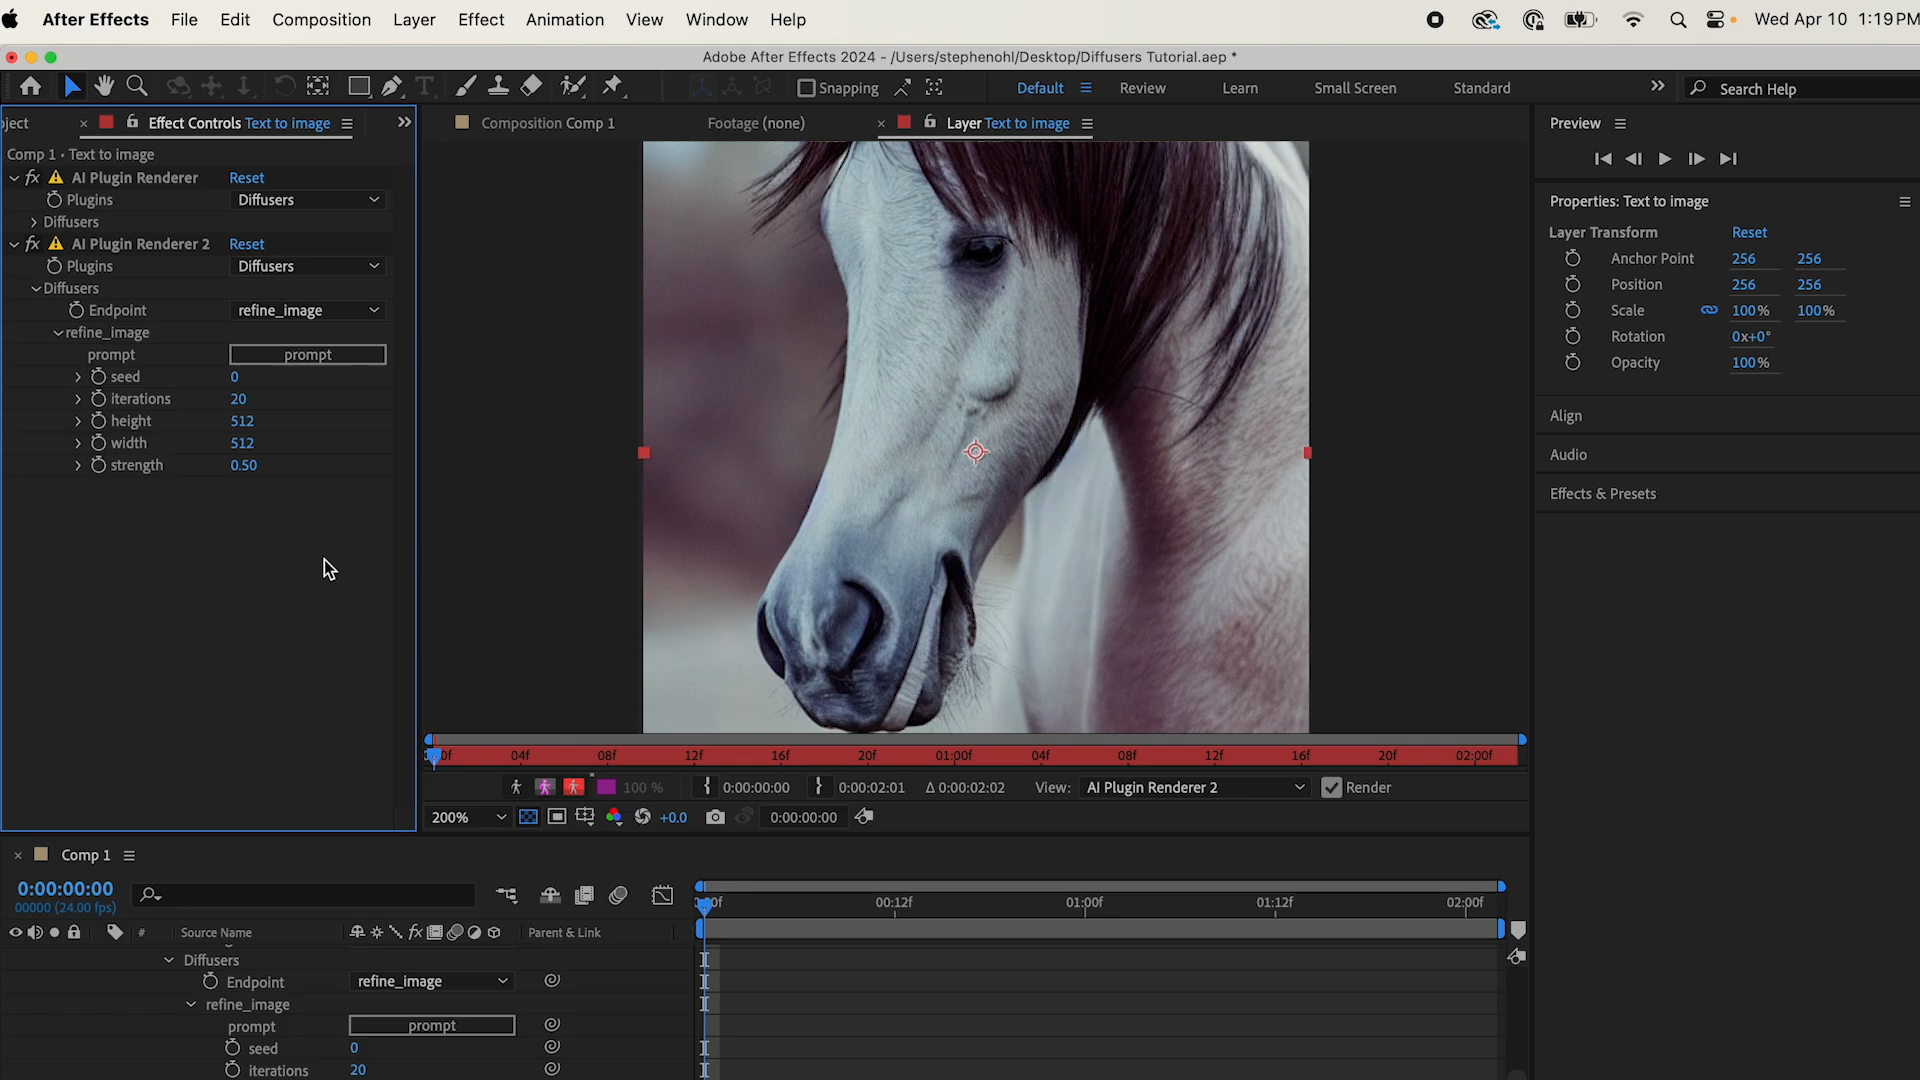 After Effects File Edit Composition Layer Effect Animation View Window Help Wed Apr 10 1:19 PM
Adobe After Effects 2024 - /Users/stephenohl/Desktop/Diffusers Tutorial.aep *
Snapping Default Review Learn Small Screen Standard Search Help
ject × Effect Controls Text to image
Composition Comp 1 Footage (none) × Layer Text to image
Preview
Comp 1 • Text to image
fx AI Plugin Renderer Reset
Plugins Diffusers
Diffusers
fx AI Plugin Renderer 2 Reset
Plugins Diffusers
Diffusers
Endpoint refine_image
refine_image
prompt prompt
seed 0
iterations 20
height 512
width 512
strength 0.50
Properties: Text to image
Layer Transform Reset
Anchor Point 256 256
Position 256 256
Scale 100% 100%
Rotation 0x+0°
Opacity 100%
Align
Audio
Effects & Presets
0f 04f 08f 12f 16f 20f 01:00f 04f 08f 12f 16f 20f 02:00f
100 % 0:00:00:00 0:00:02:01 Δ 0:00:02:02 View: AI Plugin Renderer 2 Render
200% +0.0 0:00:00:00
× Comp 1
0:00:00:00
00000 (24.00 fps)
00f 00:12f 01:00f 01:12f 02:00f
# Source Name fx Parent & Link
Diffusers
Endpoint refine_image
refine_image
prompt prompt
seed 0
iterations 20